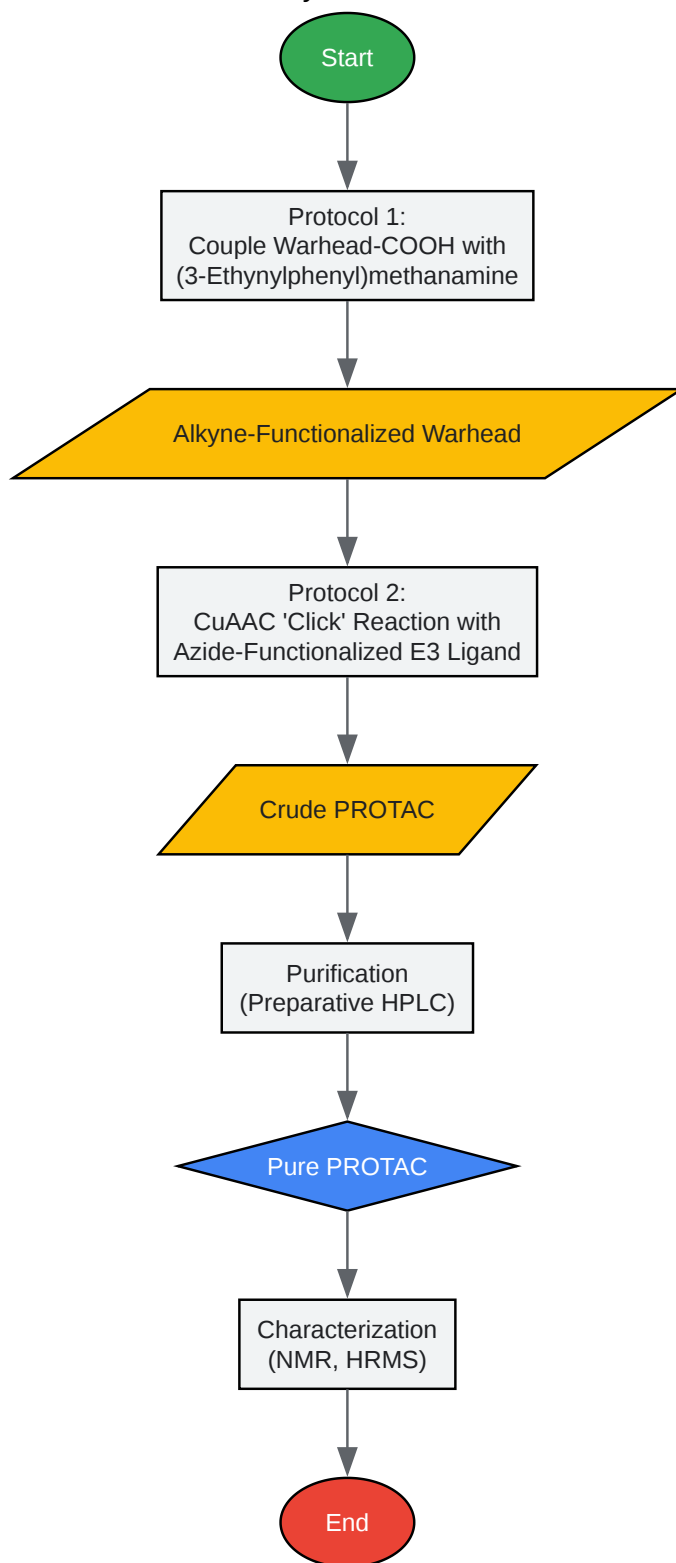 Start
Protocol 1:
Couple Warhead-COOH with
(3-Ethynylphenyl)methanamine
Alkyne-Functionalized Warhead
Protocol 2:
CuAAC 'Click' Reaction with
Azide-Functionalized E3 Ligand
Crude PROTAC
Purification
(Preparative HPLC)
Pure PROTAC
Characterization
(NMR, HRMS)
End